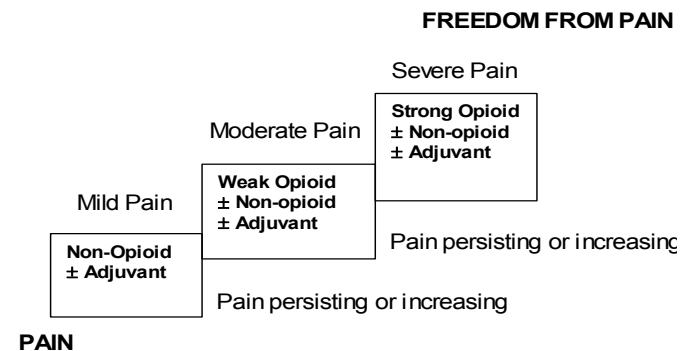 FREEDOM FROM PAIN
Severe Pain
Strong Opioid
± Non-opioid
± Adjuvant
Moderate Pain
Weak Opioid
± Non-opioid
± Adjuvant
Mild Pain
Non-Opioid
± Adjuvant
Pain persisting or increasing
Pain persisting or increasing
PAIN